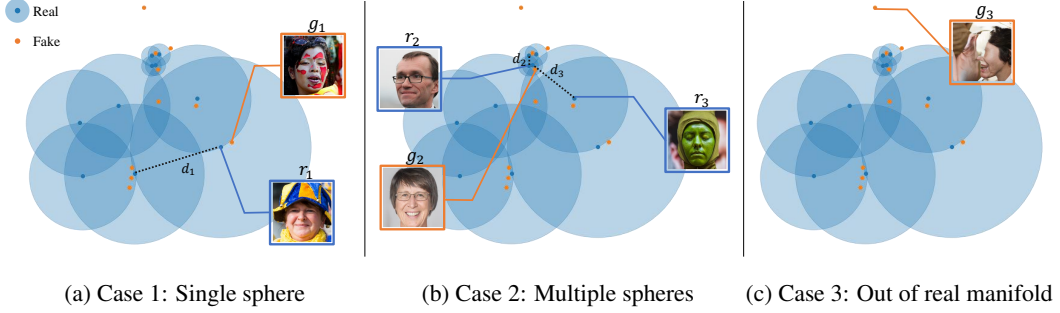 Real
Fake
g1
d1
r1
r2
d2
d3
r3
g2
g3
(a) Case 1: Single sphere
(b) Case 2: Multiple spheres
(c) Case 3: Out of real manifold